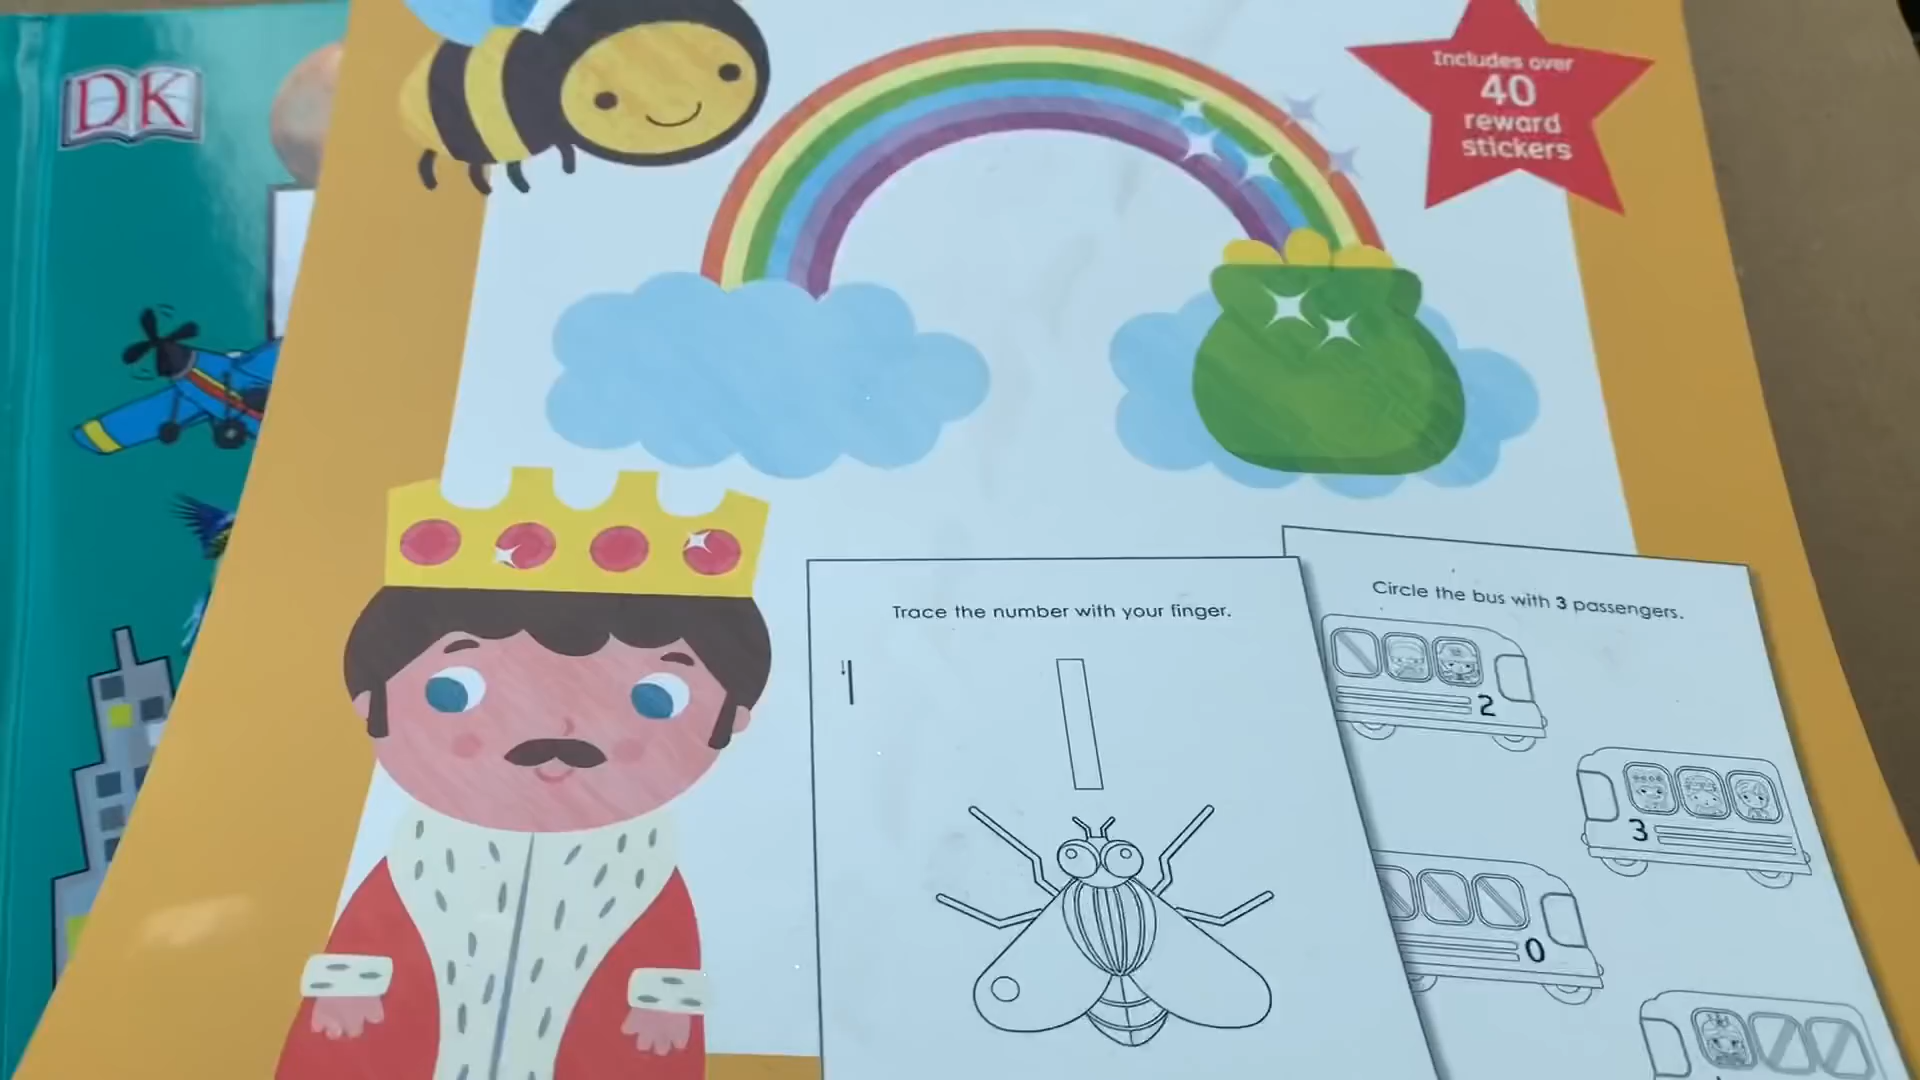 DK
Includes over
40
reward
stickers
Trace the number with your finger.
Circle the bus with 3 passengers.
2
3
0